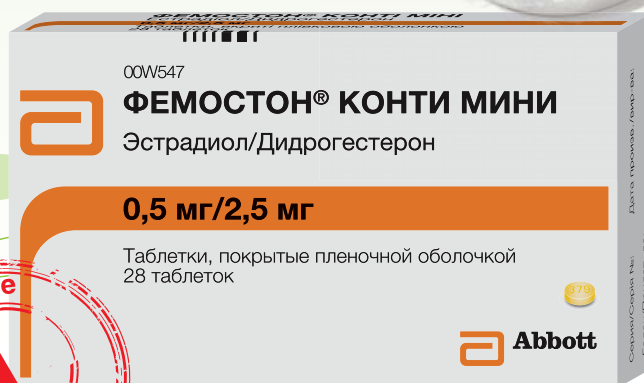 00W547
ФЕМОСТОН® КОНТИ МИНИ
Эстрадиол/Дидрогестерон
0,5 мг/2,5 мг
Таблетки, покрытые пленочной оболочкой
28 таблеток
379
Abbott
е